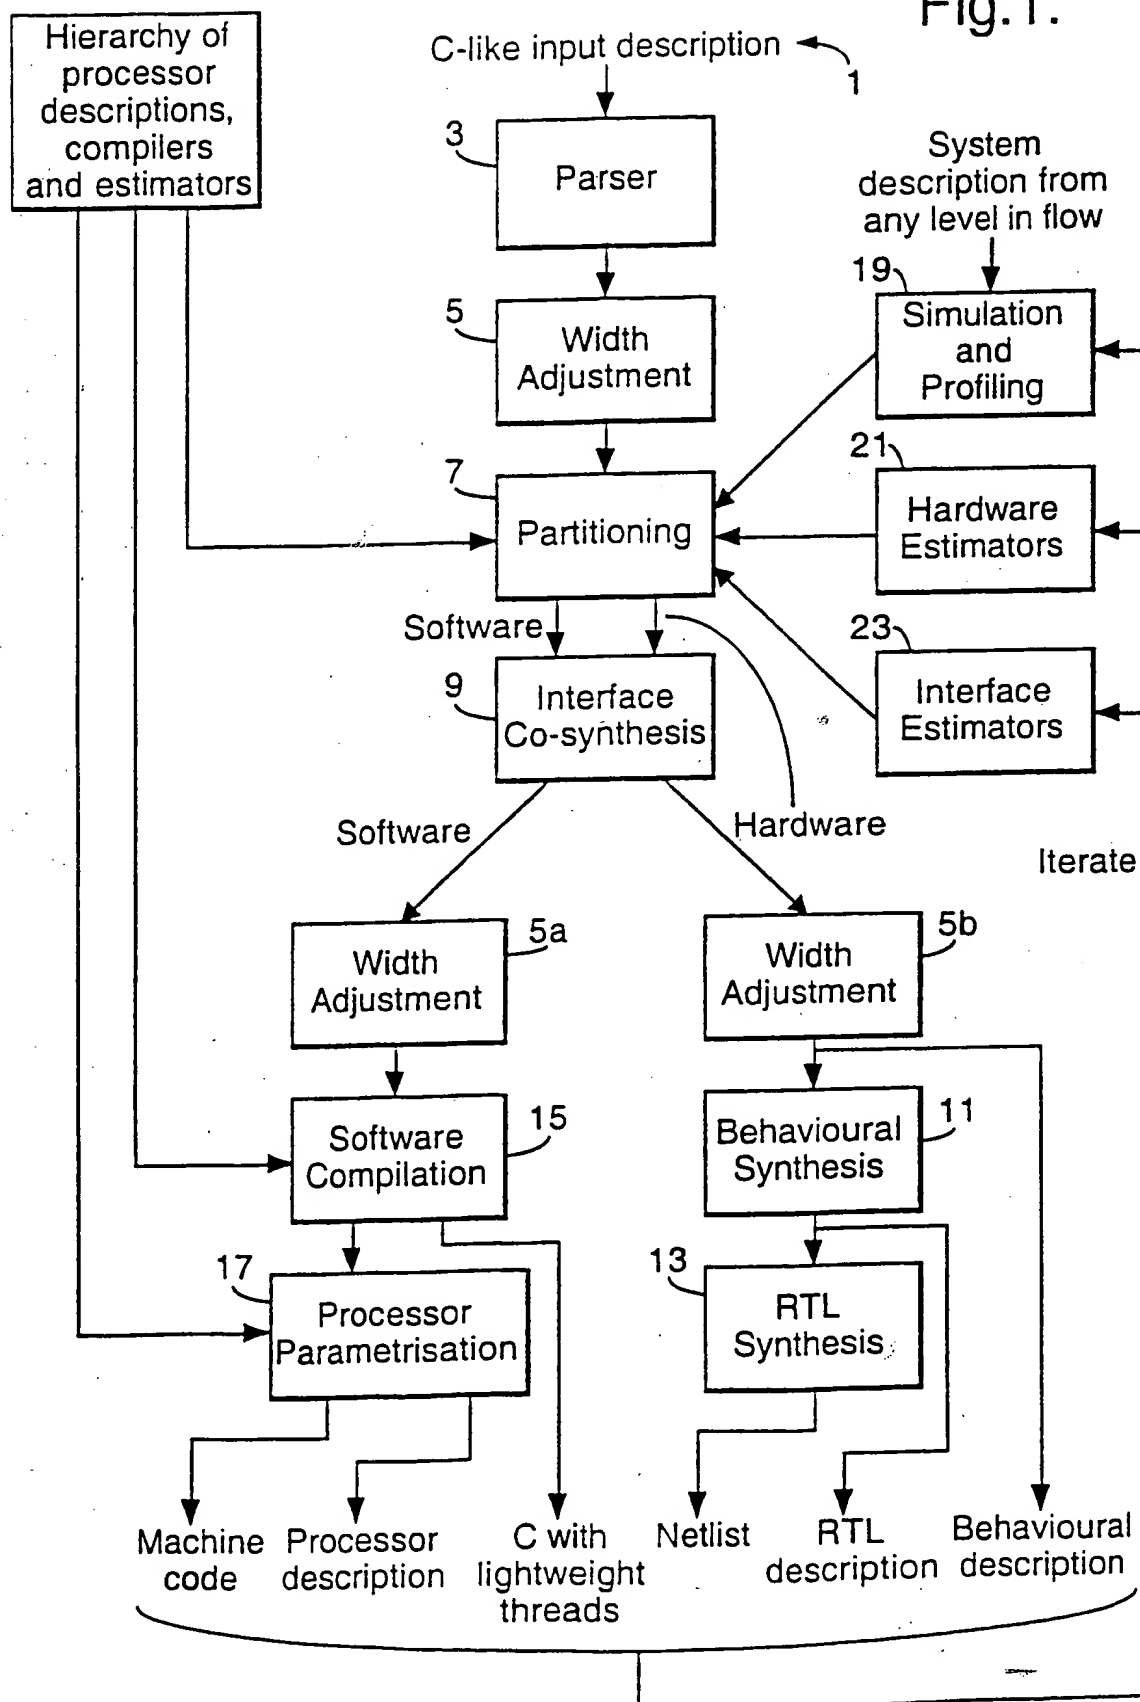 Fig.1.
Hierarchy of
processor
descriptions,
compilers
and estimators
C-like input description
1
3
Parser
System
description from
any level in flow
5
Width
Adjustment
19
Simulation
and
Profiling
7
Partitioning
21
Hardware
Estimators
Software
23
Interface
Estimators
9
Interface
Co-synthesis
Software
Hardware
Iterate
5a
Width
Adjustment
5b
Width
Adjustment
15
Software
Compilation
11
Behavioural
Synthesis
17
Processor
Parametrisation
13
RTL
Synthesis
Machine
code
Processor
description
C with
lightweight
threads
Netlist
RTL
description
Behavioural
description